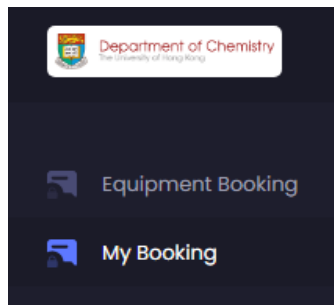 Department of Chemistry
The University of Hong Kong
Equipment Booking
My Booking